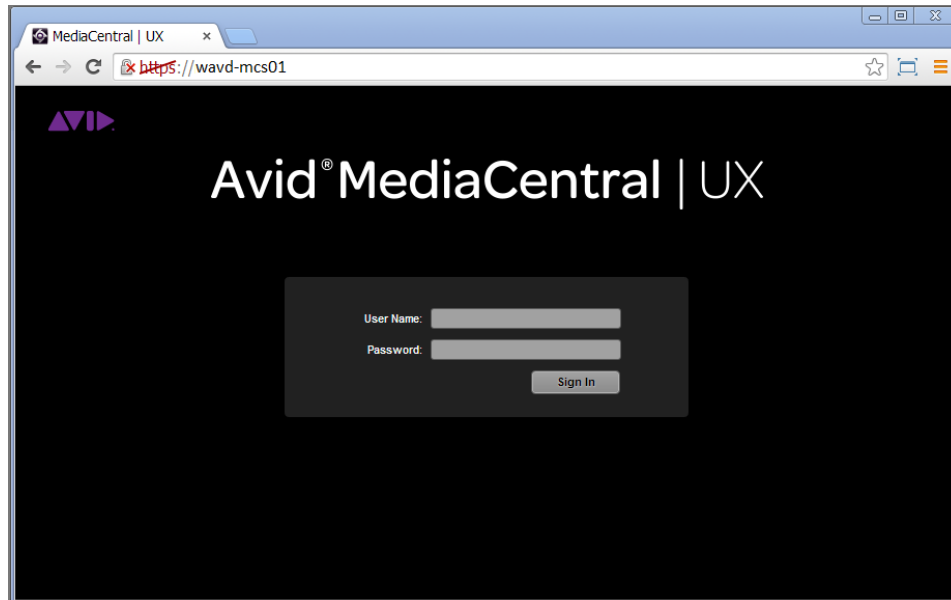 MediaCentral | UX
https://wavd-mcs01
AVID
Avid® MediaCentral | UX
User Name:
Password:
Sign In